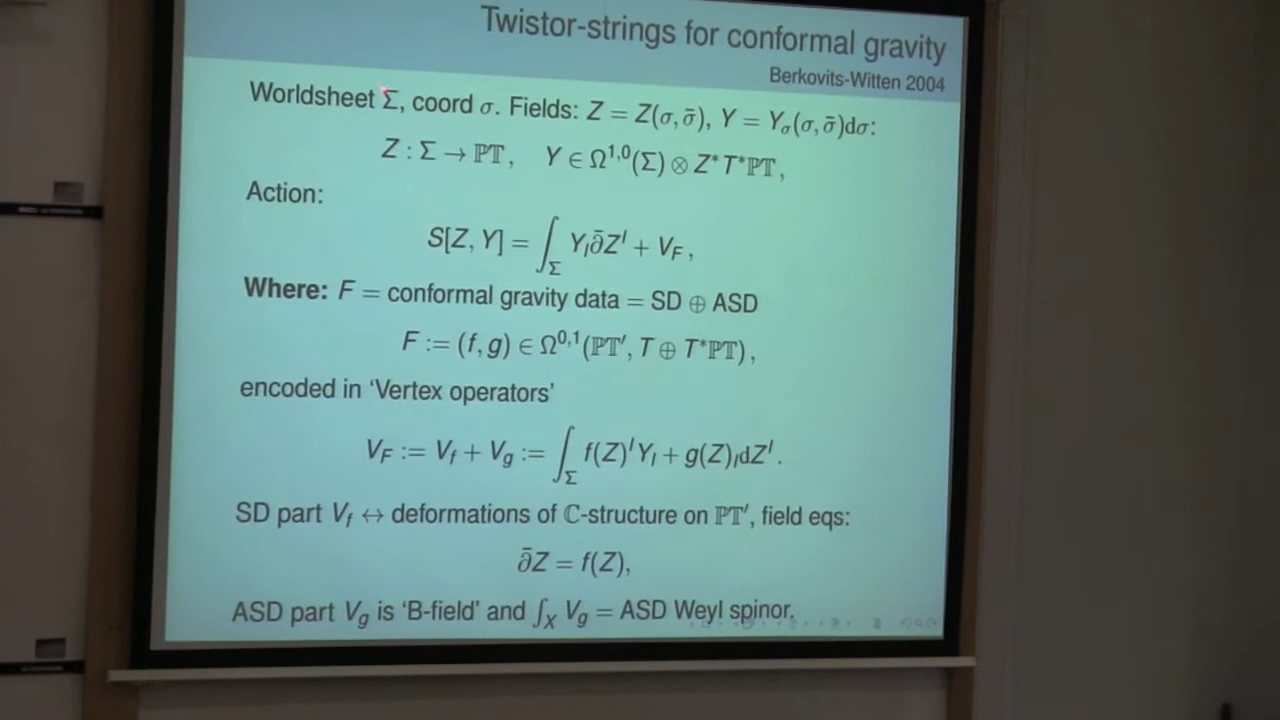 Twistor-strings for conformal gravity
Berkovits-Witten 2004
Worldsheet Σ, coord σ. Fields: Z = Z(σ, σ̄), Y = Y_σ(σ, σ̄)dσ:
Z : Σ → ℙ𝕋, Y ∈ Ω^{1,0}(Σ) ⊗ Z*T*ℙ𝕋,
Action:
S[Z, Y] = ∫_Σ Y_I ∂̄Z^I + V_F,
Where: F = conformal gravity data = SD ⊕ ASD
F := (f, g) ∈ Ω^{0,1}(ℙ𝕋′, T ⊕ T*ℙ𝕋),
encoded in ‘Vertex operators’
V_F := V_f + V_g := ∫_Σ f(Z)^I Y_I + g(Z)_I dZ^I.
SD part V_f ↔ deformations of ℂ-structure on ℙ𝕋′, field eqs:
∂̄Z = f(Z),
ASD part V_g is ‘B-field’ and ∫_X V_g = ASD Weyl spinor.